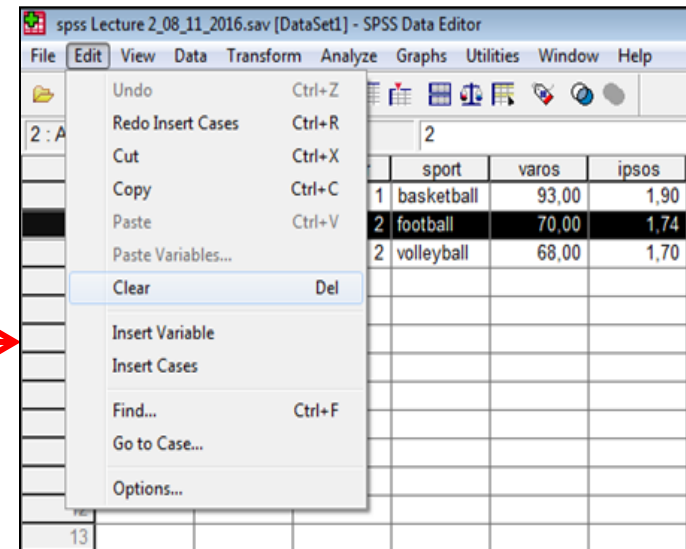 spss Lecture 2_08_11_2016.sav [DataSet1] - SPSS Data Editor
File Edit View Data Transform Analyze Graphs Utilities Window Help
2 : A
2
Undo Ctrl+Z
Redo Insert Cases Ctrl+R
Cut Ctrl+X
Copy Ctrl+C
Paste Ctrl+V
Paste Variables...
Clear Del
Insert Variable
Insert Cases
Find... Ctrl+F
Go to Case...
Options...
sport varos ipsos
1 basketball 93,00 1,90
2 football 70,00 1,74
2 volleyball 68,00 1,70
12
13